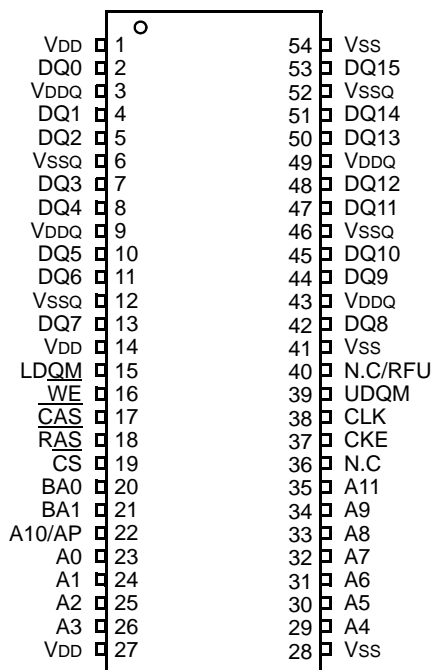 VDD 1 54 VSS
DQ0 2 53 DQ15
VDDQ 3 52 VSSQ
DQ1 4 51 DQ14
DQ2 5 50 DQ13
VSSQ 6 49 VDDQ
DQ3 7 48 DQ12
DQ4 8 47 DQ11
VDDQ 9 46 VSSQ
DQ5 10 45 DQ10
DQ6 11 44 DQ9
VSSQ 12 43 VDDQ
DQ7 13 42 DQ8
VDD 14 41 VSS
LDQM 15 40 N.C/RFU
WE 16 39 UDQM
CAS 17 38 CLK
RAS 18 37 CKE
CS 19 36 N.C
BA0 20 35 A11
BA1 21 34 A9
A10/AP 22 33 A8
A0 23 32 A7
A1 24 31 A6
A2 25 30 A5
A3 26 29 A4
VDD 27 28 VSS